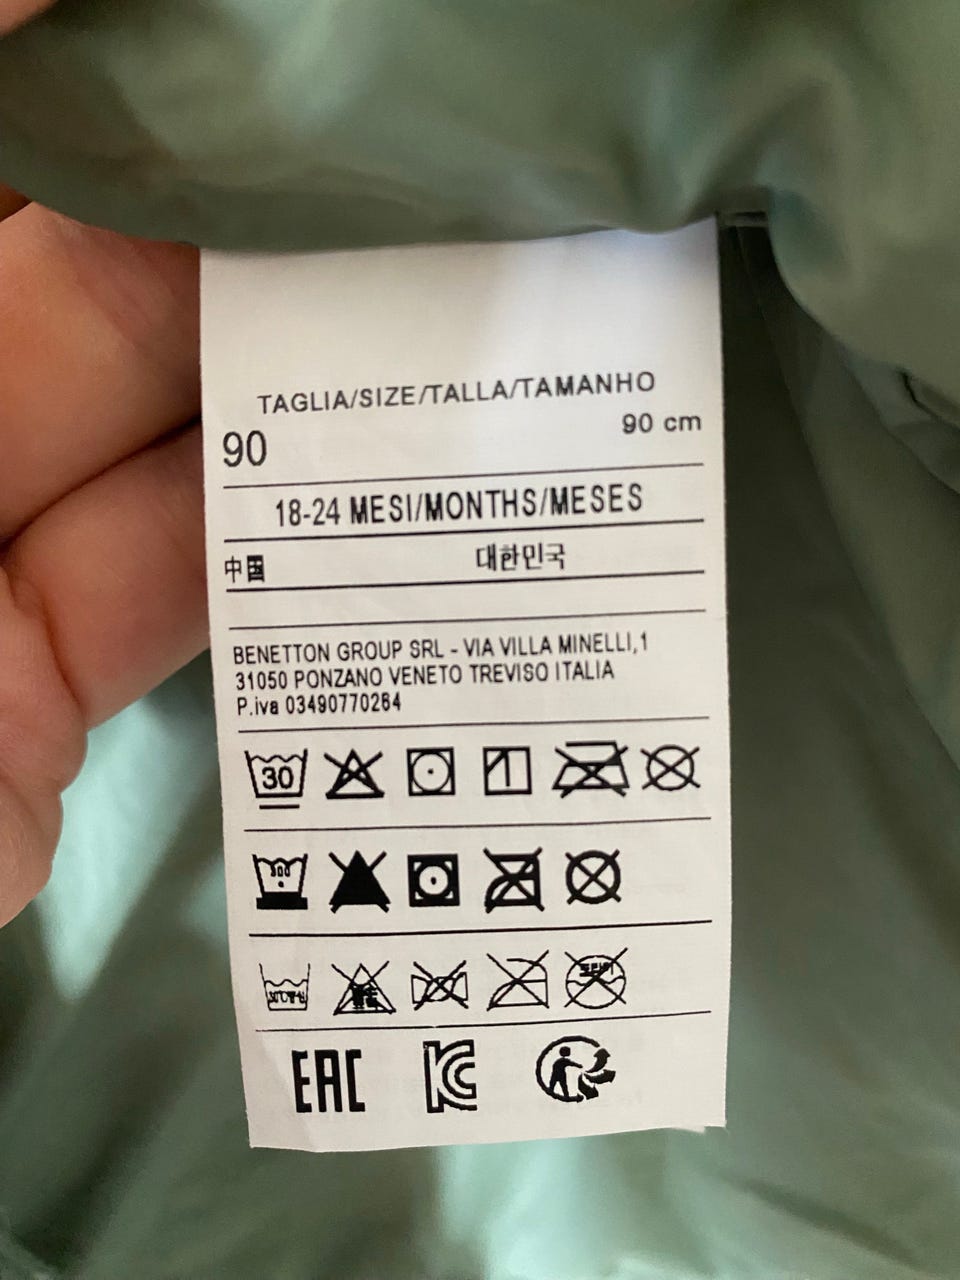 TAGLIA/SIZE/TALLA/TAMANHO
90 90 cm
18-24 MESI/MONTHS/MESES
中国 대한민국
BENETTON GROUP SRL - VIA VILLA MINELLI,1
31050 PONZANO VENETO TREVISO ITALIA
P.iva 03490770264
30
EAC KC